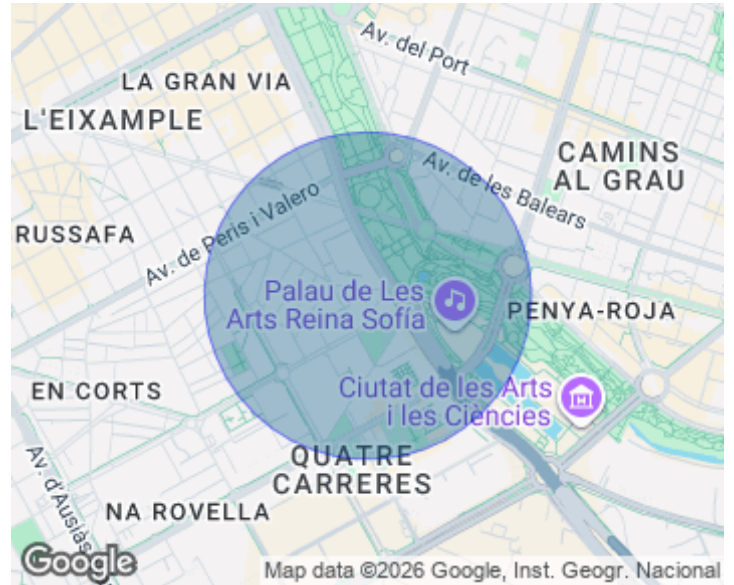 Av. del Port
LA GRAN VIA
L'EIXAMPLE
CAMINS
AL GRAU
Av. de les Balears
RUSSAFA
Av. de Peris i Valero
Palau de Les
Arts Reina Sofía
PENYA-ROJA
EN CORTS
Ciutat de les Arts
i les Ciències
QUATRE
CARRERES
Av. d'Ausiàs
NA ROVELLA
Google
Map data ©2026 Google, Inst. Geogr. Nacional